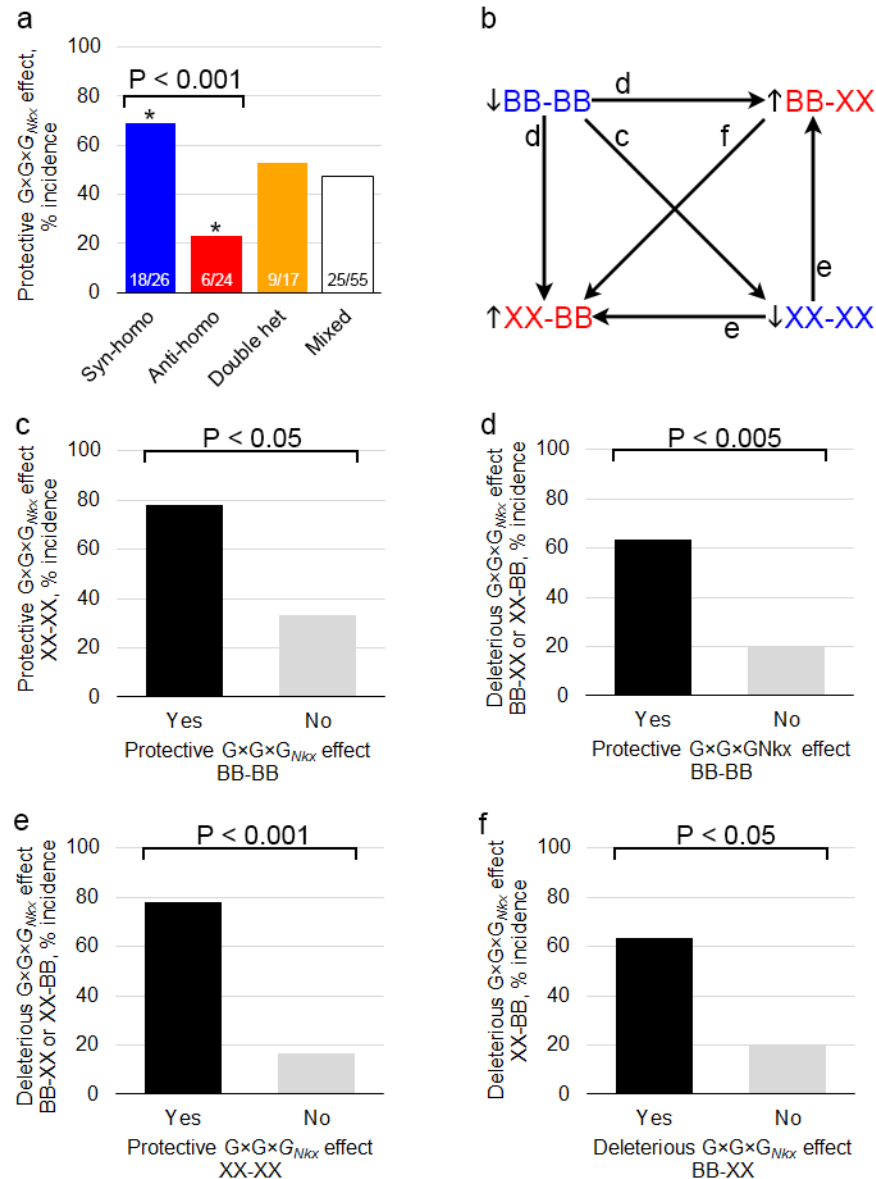 a
Protective G×G×G_Nkx effect,
% incidence
100
80
60
40
20
0
P < 0.001
*
*
18/26
6/24
9/17
25/55
Syn-homo
Anti-homo
Double het
Mixed
b
↓BB-BB
d
↑BB-XX
d
c
f
e
↑XX-BB
e
↓XX-XX
c
Protective G×G×G_Nkx effect
XX-XX, % incidence
100
80
60
40
20
0
P < 0.05
Yes
No
Protective G×G×G_Nkx effect
BB-BB
d
Deleterious G×G×G_Nkx effect
BB-XX or XX-BB, % incidence
100
80
60
40
20
0
P < 0.005
Yes
No
Protective G×G×GNkx effect
BB-BB
e
Deleterious G×G×G_Nkx effect
BB-XX or XX-BB, % incidence
100
80
60
40
20
0
P < 0.001
Yes
No
Protective G×G×G_Nkx effect
XX-XX
f
Deleterious G×G×G_Nkx effect
XX-BB, % incidence
100
80
60
40
20
0
P < 0.05
Yes
No
Deleterious G×G×G_Nkx effect
BB-XX